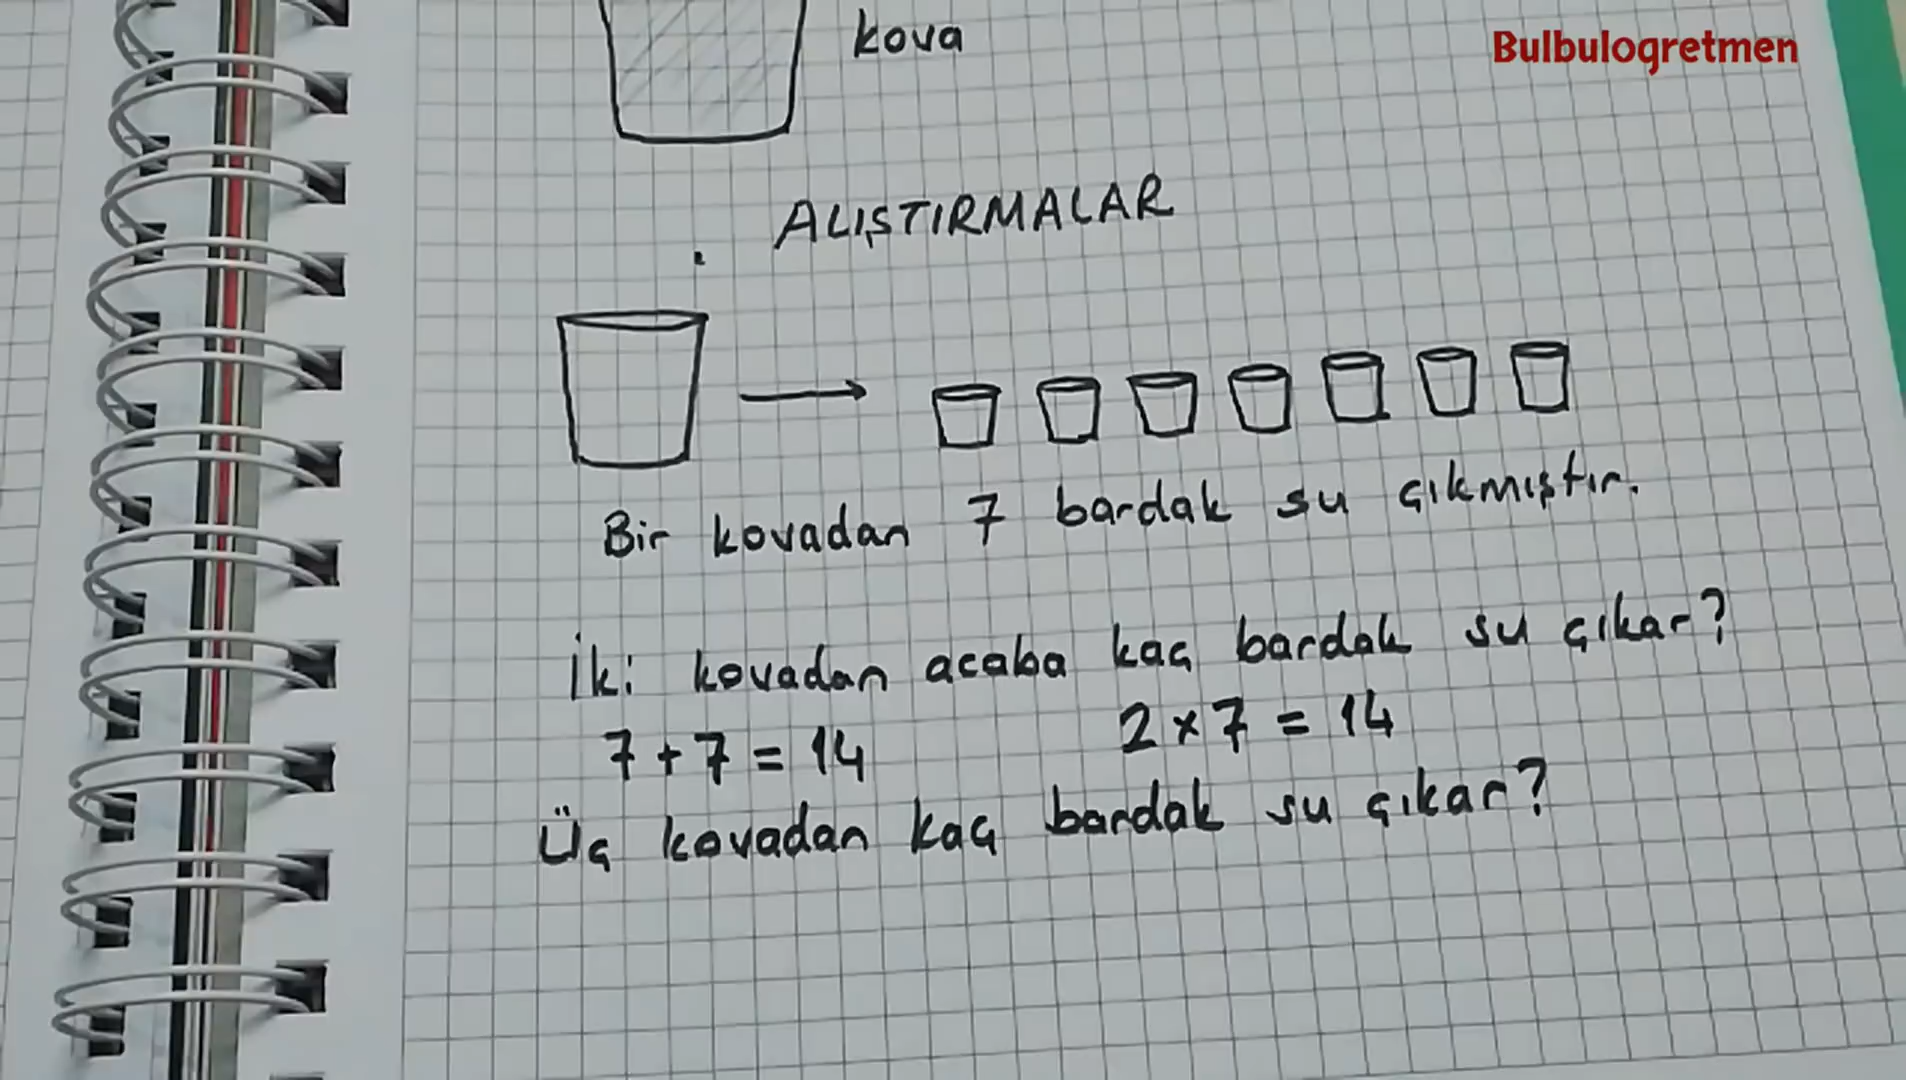 kova
Bulbulogretmen
ALIŞTIRMALAR
Bir kovadan 7 bardak su çıkmıştır.
İki kovadan acaba kaç bardak su çıkar?
7 + 7 = 14 2 x 7 = 14
Üç kovadan kaç bardak su çıkar?